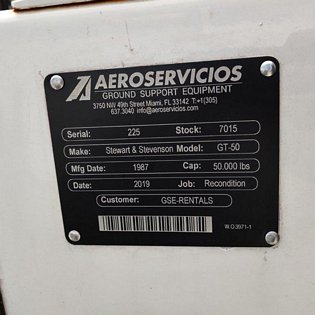 AEROSERVICIOS
GROUND SUPPORT EQUIPMENT
3750 NW 49th Street Miami, FL 33142 T:+1(305)
637.3040 info@aeroservicios.com
Serial: 225 Stock: 7015
Make: Stewart & Stevenson Model: GT-50
Mfg Date: 1987 Cap: 50.000 lbs
Date: 2019 Job: Recondition
Customer: GSE-RENTALS
W.O3971-1